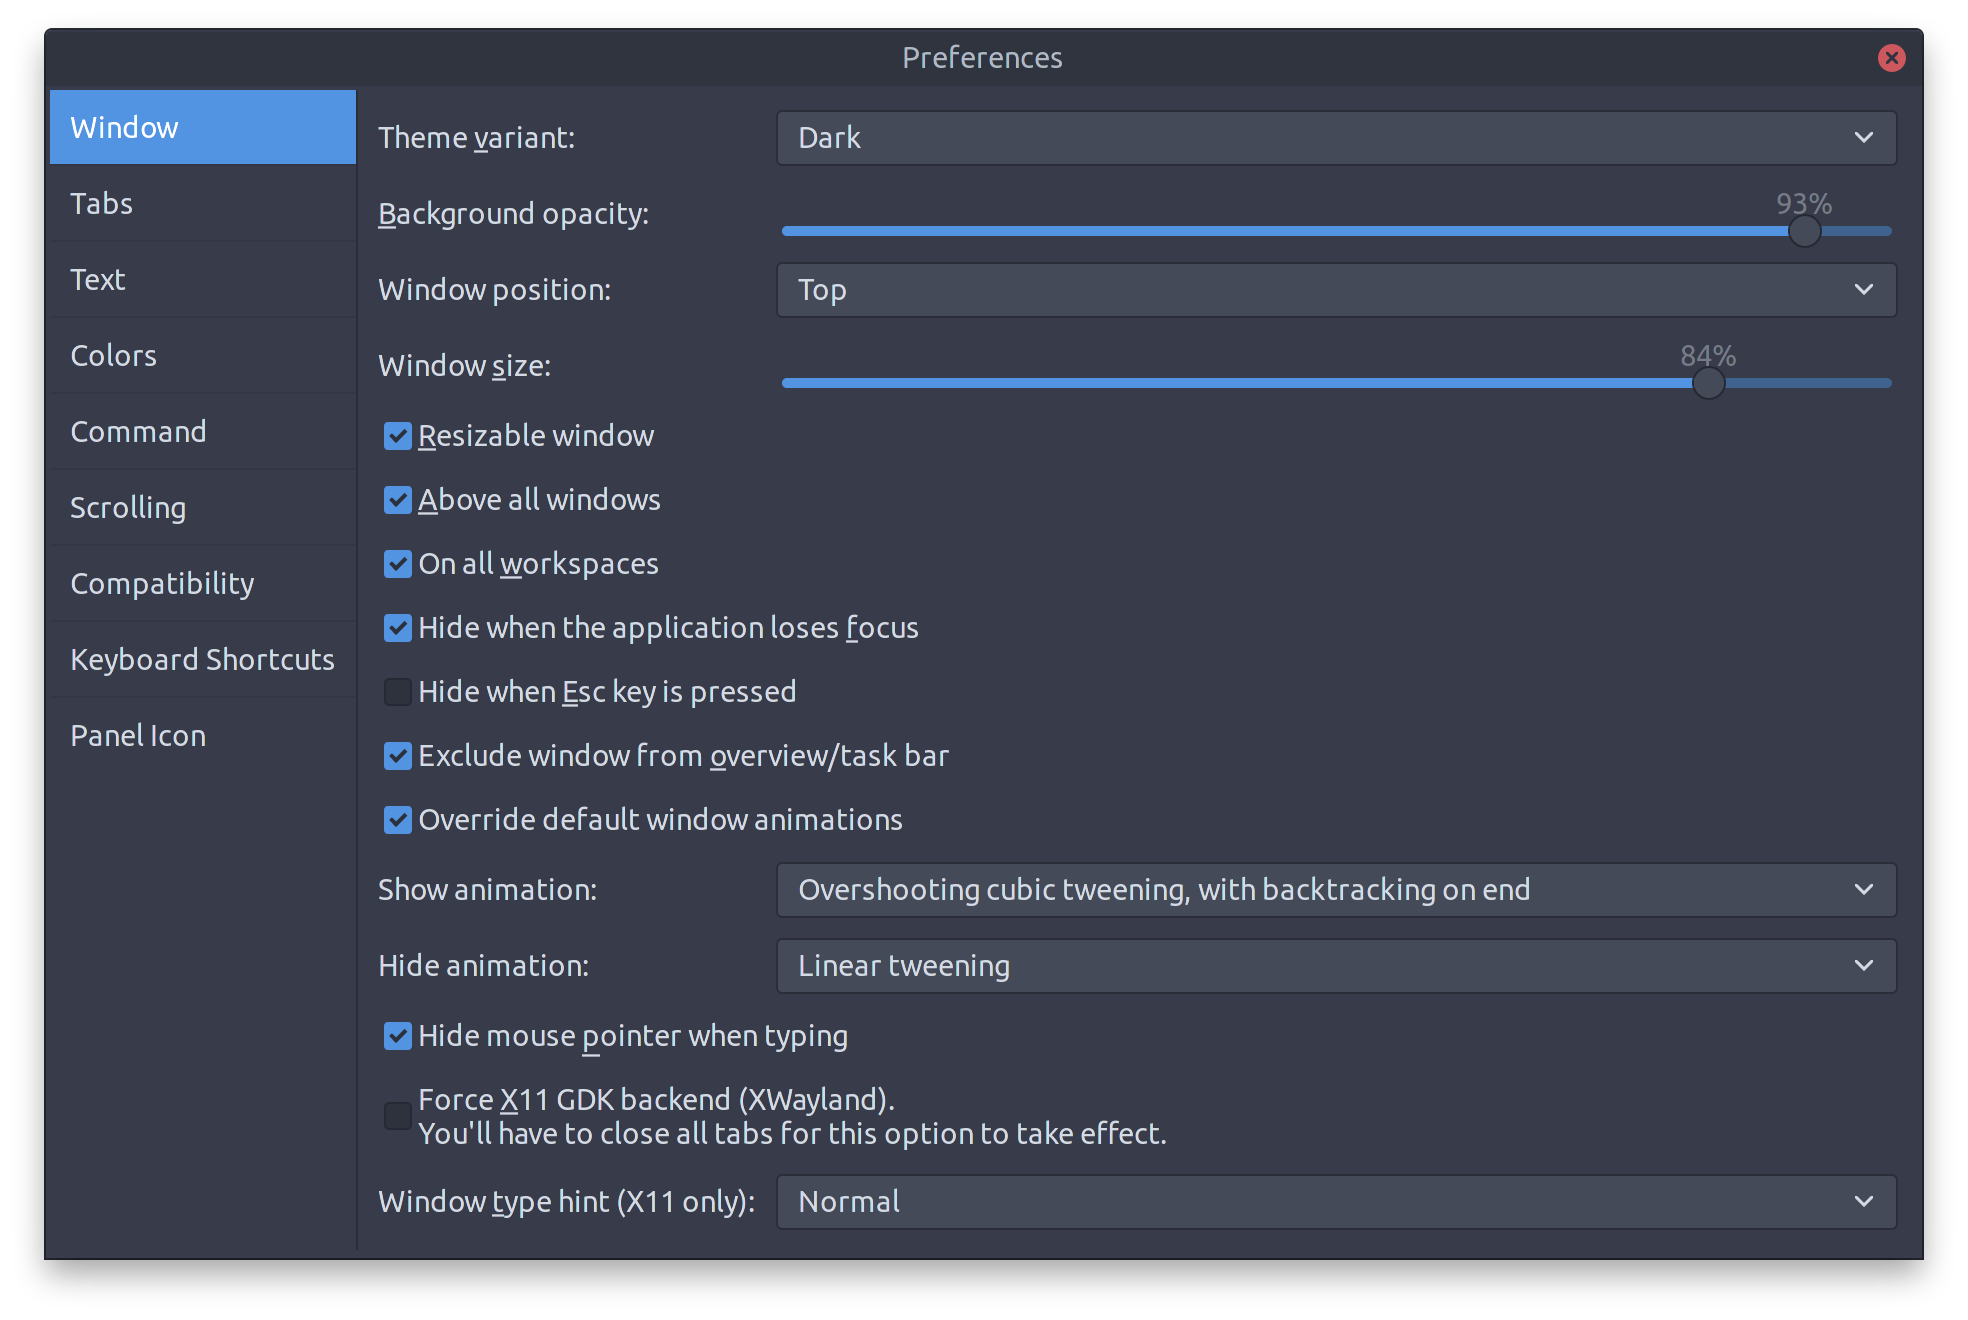 Preferences
Window
Tabs
Text
Colors
Command
Scrolling
Compatibility
Keyboard Shortcuts
Panel Icon
Theme variant:
Dark
Background opacity:
93%
Window position:
Top
Window size:
84%
Resizable window
Above all windows
On all workspaces
Hide when the application loses focus
Hide when Esc key is pressed
Exclude window from overview/task bar
Override default window animations
Show animation:
Overshooting cubic tweening, with backtracking on end
Hide animation:
Linear tweening
Hide mouse pointer when typing
Force X11 GDK backend (XWayland).
You'll have to close all tabs for this option to take effect.
Window type hint (X11 only):
Normal